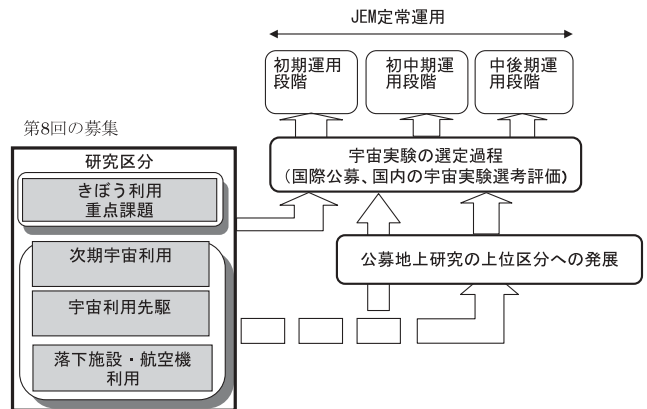 JEM定常運用
初期運用
段階
初中期運
用段階
中後期運
用段階
第8回の募集
宇宙実験の選定過程
(国際公募、国内の宇宙実験選考評価)
研究区分
きぼう利用
重点課題
次期宇宙利用
公募地上研究の上位区分への発展
宇宙利用先駆
落下施設・航空機
利用